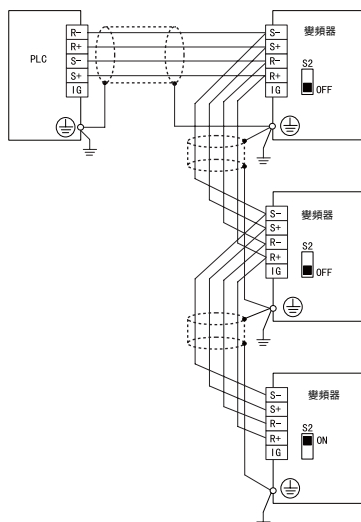 PLC
R-
R+
S-
S+
IG
S-
S+
R-
R+
IG
變頻器
S2
OFF
S-
S+
R-
R+
IG
變頻器
S2
OFF
S-
S+
R-
R+
IG
變頻器
S2
ON